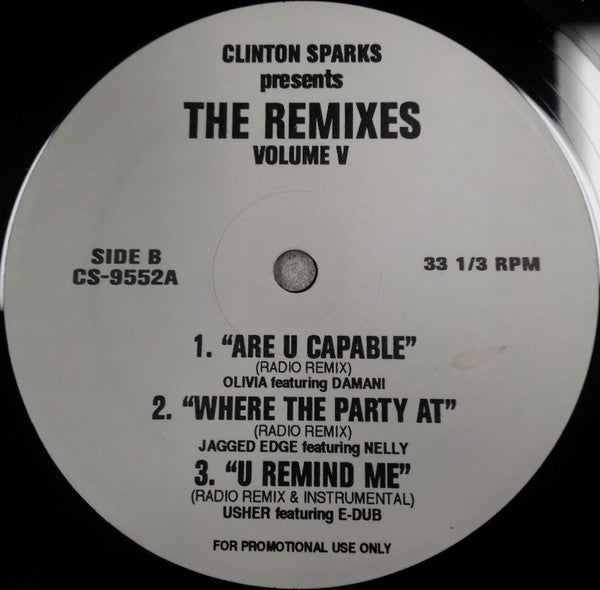 CLINTON SPARKS
presents
THE REMIXES
VOLUME V
SIDE B
CS-9552A
33 1/3 RPM
1. “ARE U CAPABLE”
(RADIO REMIX)
OLIVIA featuring DAMANI
2. “WHERE THE PARTY AT”
(RADIO REMIX)
JAGGED EDGE featuring NELLY
3. “U REMIND ME”
(RADIO REMIX & INSTRUMENTAL)
USHER featuring E-DUB
FOR PROMOTIONAL USE ONLY